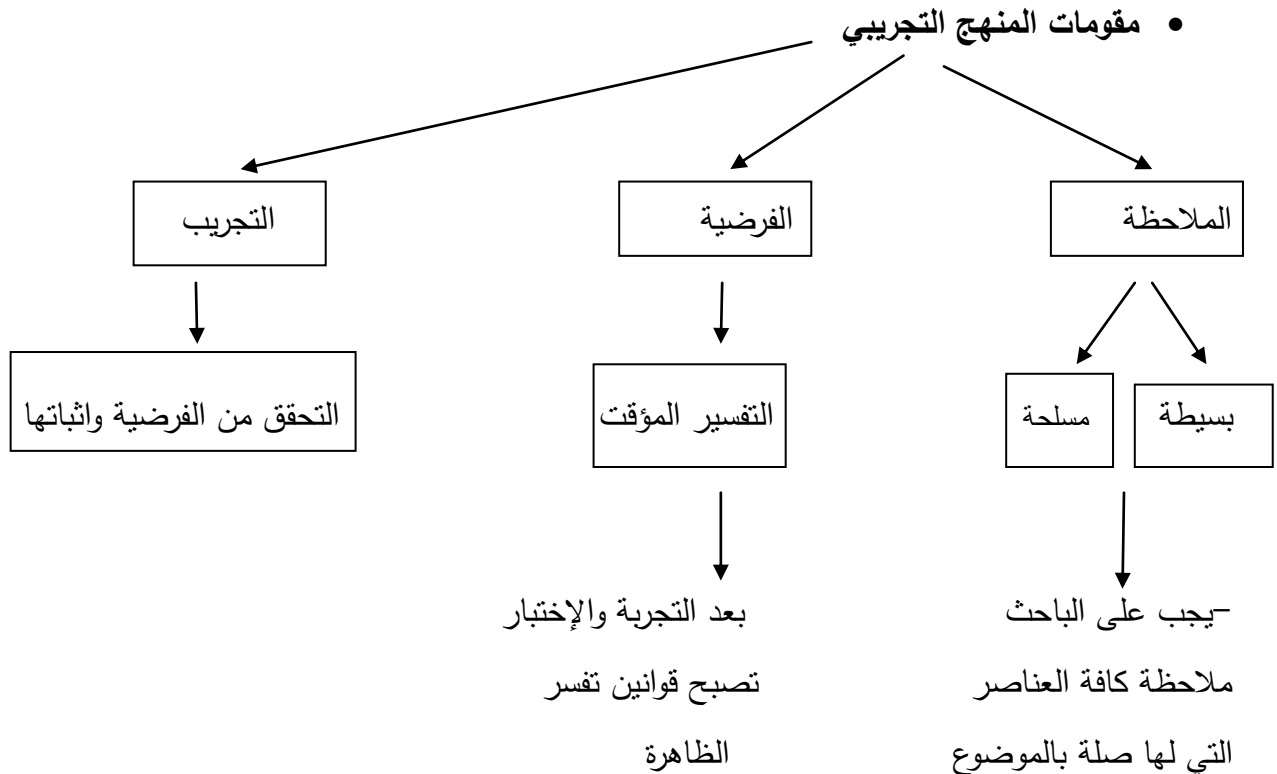 • مقومات المنهج التجريبي
الملاحظة
الفرضية
التجريب
بسيطة
مسلحة
التفسير المؤقت
التحقق من الفرضية واثباتها
-يجب على الباحث
ملاحظة كافة العناصر
التي لها صلة بالموضوع
بعد التجربة والإختبار
تصبح قوانين تفسر
الظاهرة